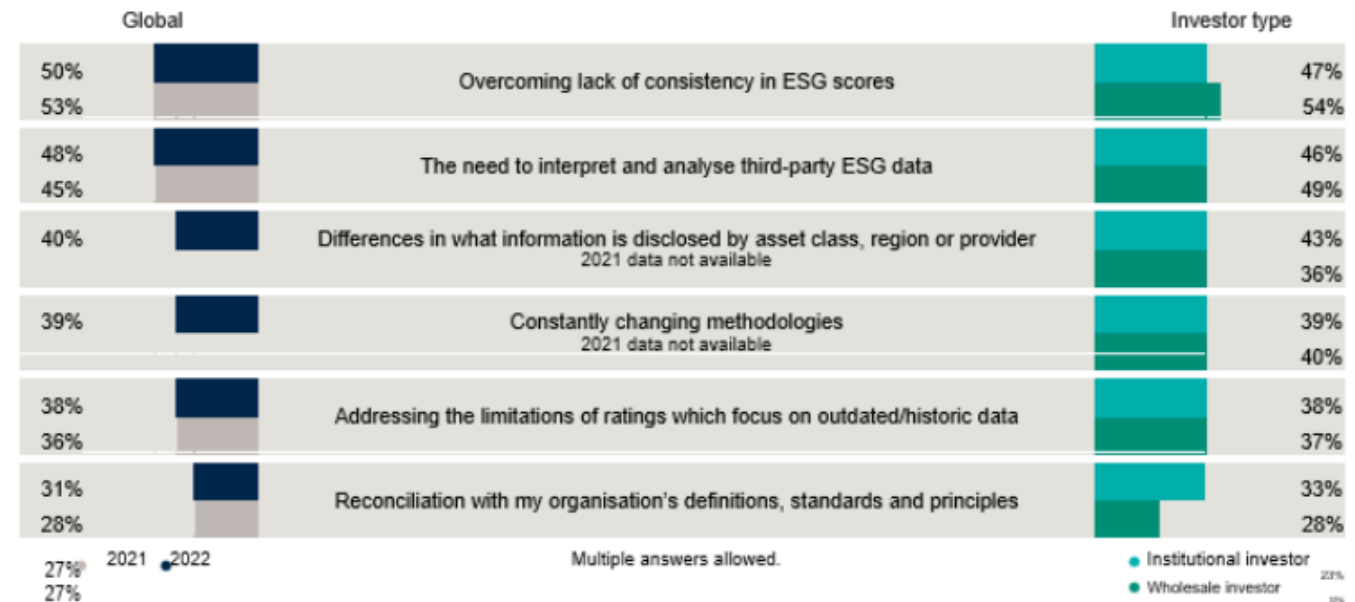 Global
Investor type
50%
Overcoming lack of consistency in ESG scores
47%
53%
54%
48%
The need to interpret and analyse third-party ESG data
46%
45%
49%
40%
Differences in what information is disclosed by asset class, region or provider
43%
2021 data not available
36%
39%
Constantly changing methodologies
39%
2021 data not available
40%
38%
Addressing the limitations of ratings which focus on outdated/historic data
38%
36%
37%
31%
Reconciliation with my organisation's definitions, standards and principles
33%
28%
28%
27%
2021
2022
Multiple answers allowed.
Institutional investor
23%
27%
Wholesale investor